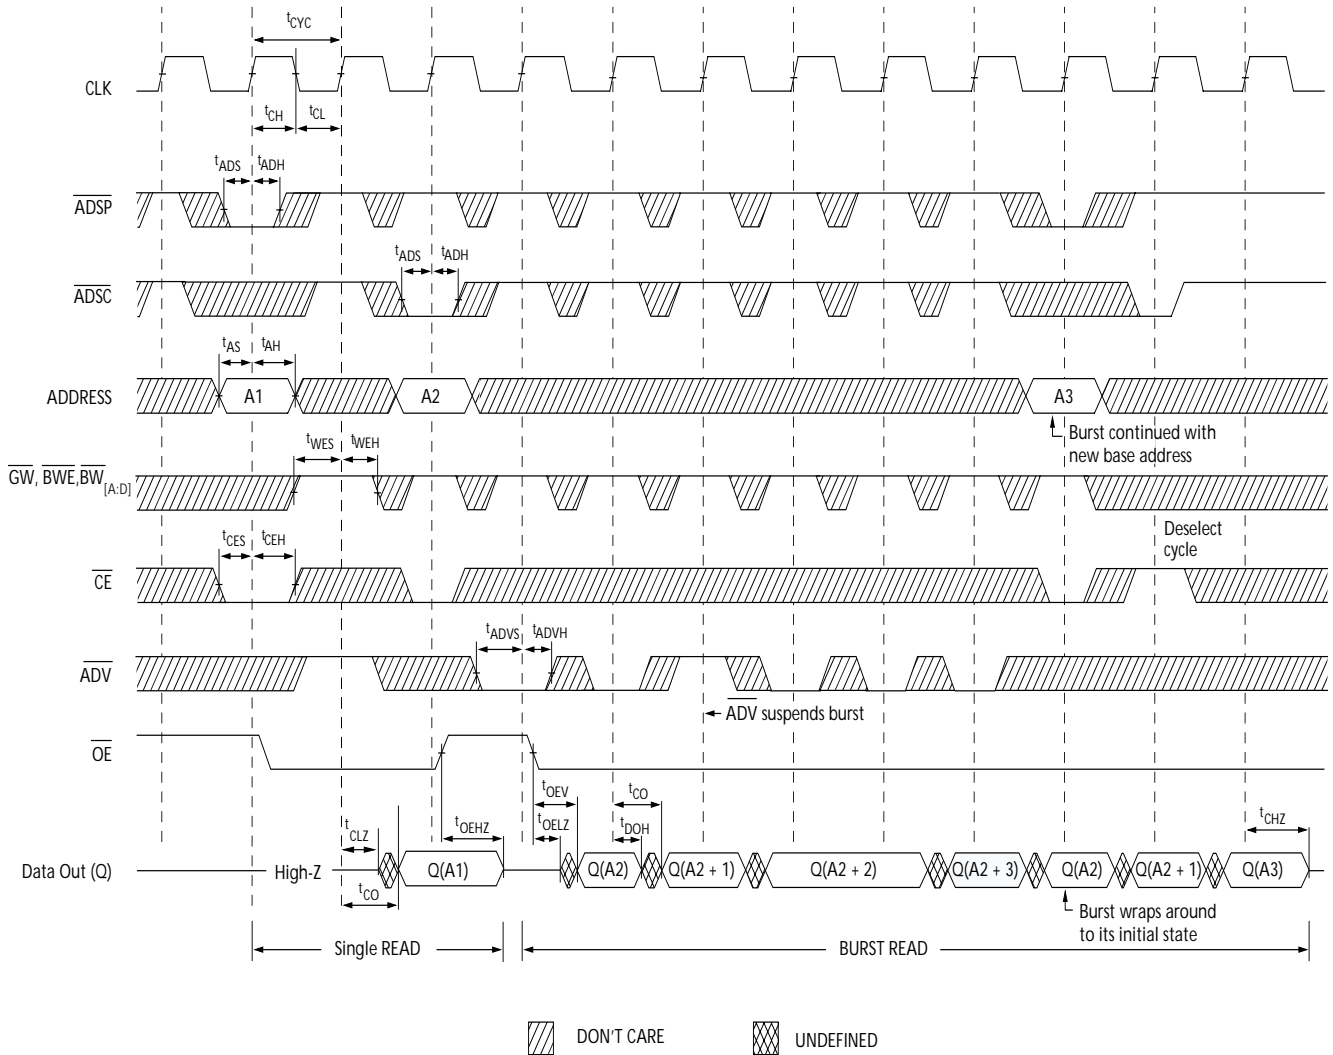 tCYC
CLK
tCH
tCL
tADS
tADH
ADSP
tADS
tADH
ADSC
tAS
tAH
ADDRESS
A1
A2
A3
Burst continued with
new base address
tWES
tWEH
GW, BWE,BW[A:D]
Deselect
cycle
tCES
tCEH
CE
tADVS
tADVH
ADV
ADV suspends burst
OE
tCLZ
tOEHZ
tOEV
tOELZ
tCO
tDOH
tCHZ
Data Out (Q)
High-Z
Q(A1)
Q(A2)
Q(A2 + 1)
Q(A2 + 2)
Q(A2 + 3)
Q(A2)
Q(A2 + 1)
Q(A3)
tCO
Burst wraps around
to its initial state
Single READ
BURST READ
DON'T CARE
UNDEFINED